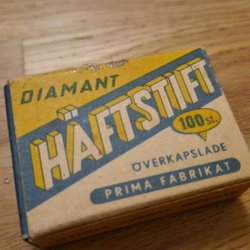 DIAMANT
HÄFTSTIFT
100 st.
ÖVERKAPSLADE
PRIMA FABRIKAT